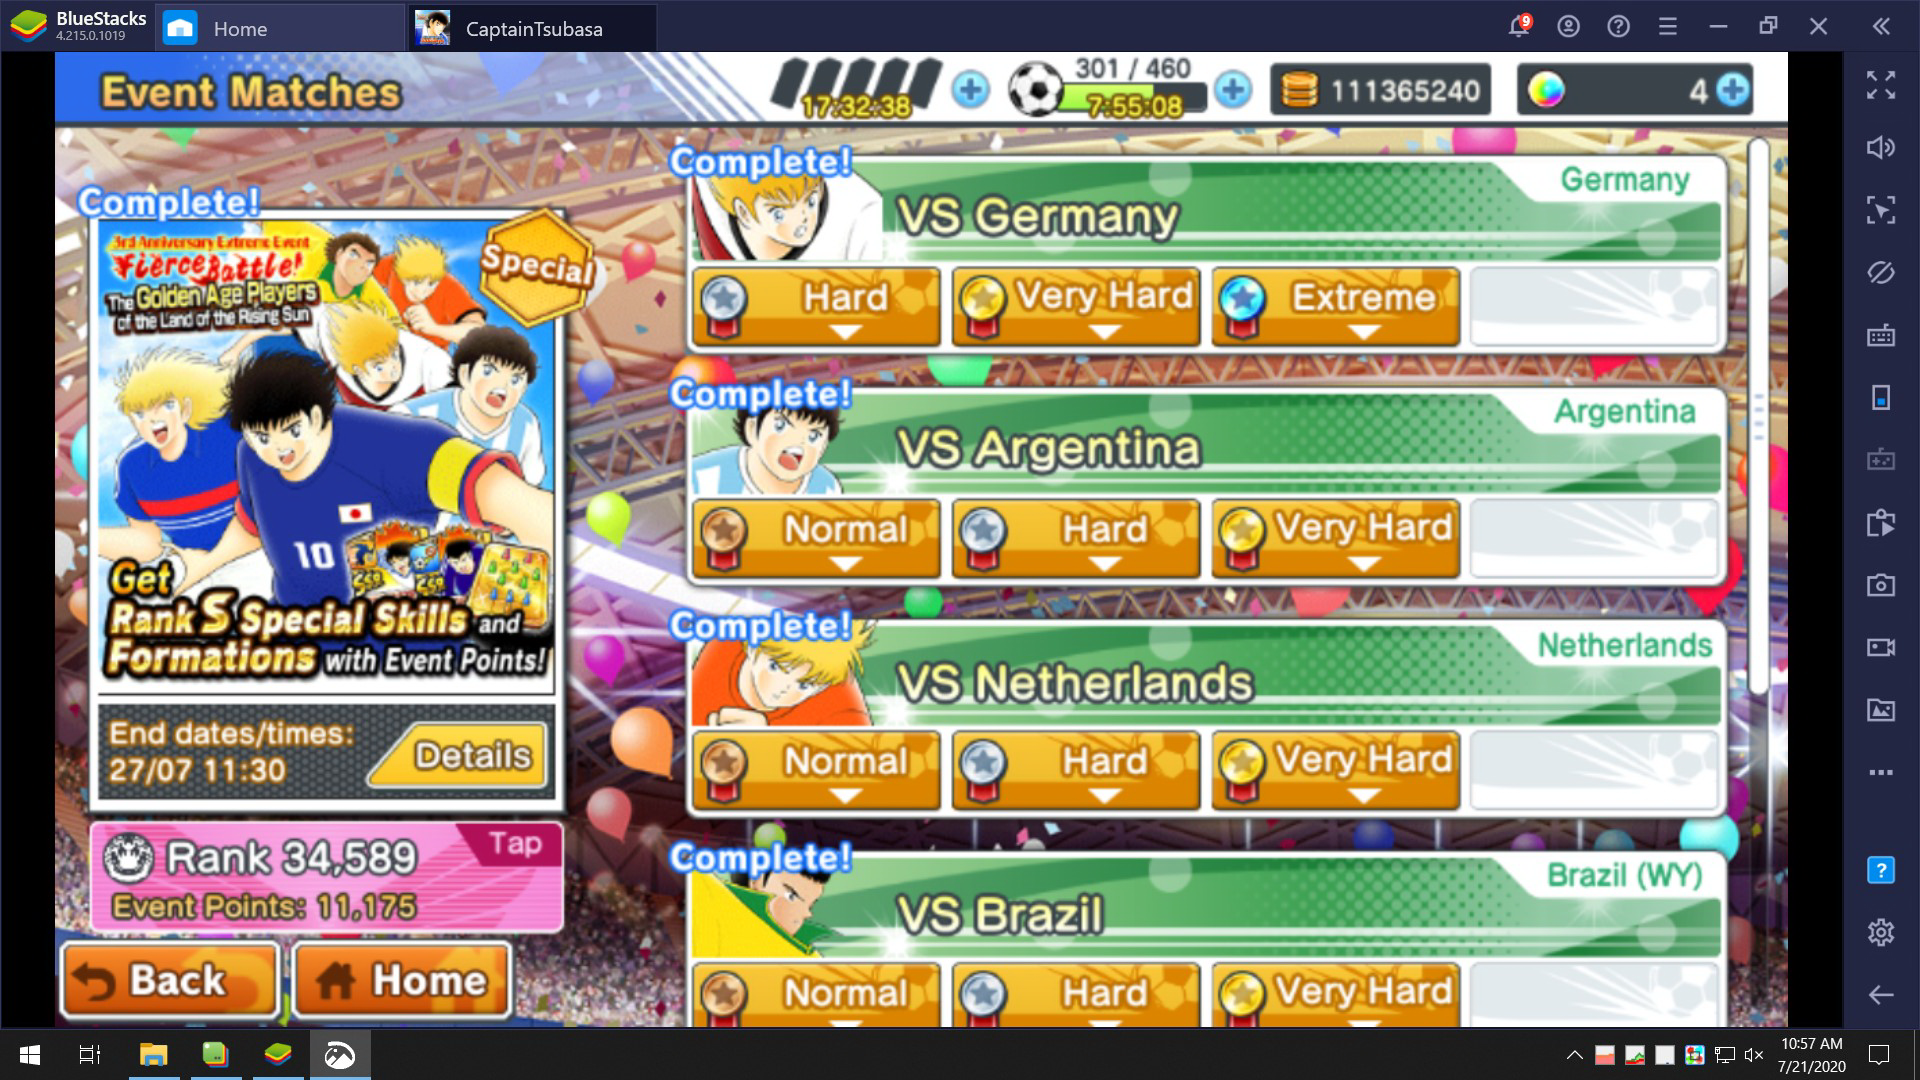 BlueStacks
4.215.0.1019
Home
CaptainTsubasa
9
Event Matches
17:32:38
301 / 460
7:55:08
111365240
4
Complete!
3rd Anniversary Extreme Event
Fierce Battle!
The Golden Age Players
of the Land of the Rising Sun
Special
10
SSR
SSR
Get
Rank S Special Skills and
Formations with Event Points!
End dates/times:
27/07 11:30
Details
Rank 34,589
Tap
Event Points: 11,175
Back
Home
Complete!
VS Germany
Germany
Hard
Very Hard
Extreme
Complete!
VS Argentina
Argentina
Normal
Hard
Very Hard
Complete!
VS Netherlands
Netherlands
Normal
Hard
Very Hard
Complete!
VS Brazil
Brazil (WY)
Normal
Hard
Very Hard
10:57 AM
7/21/2020